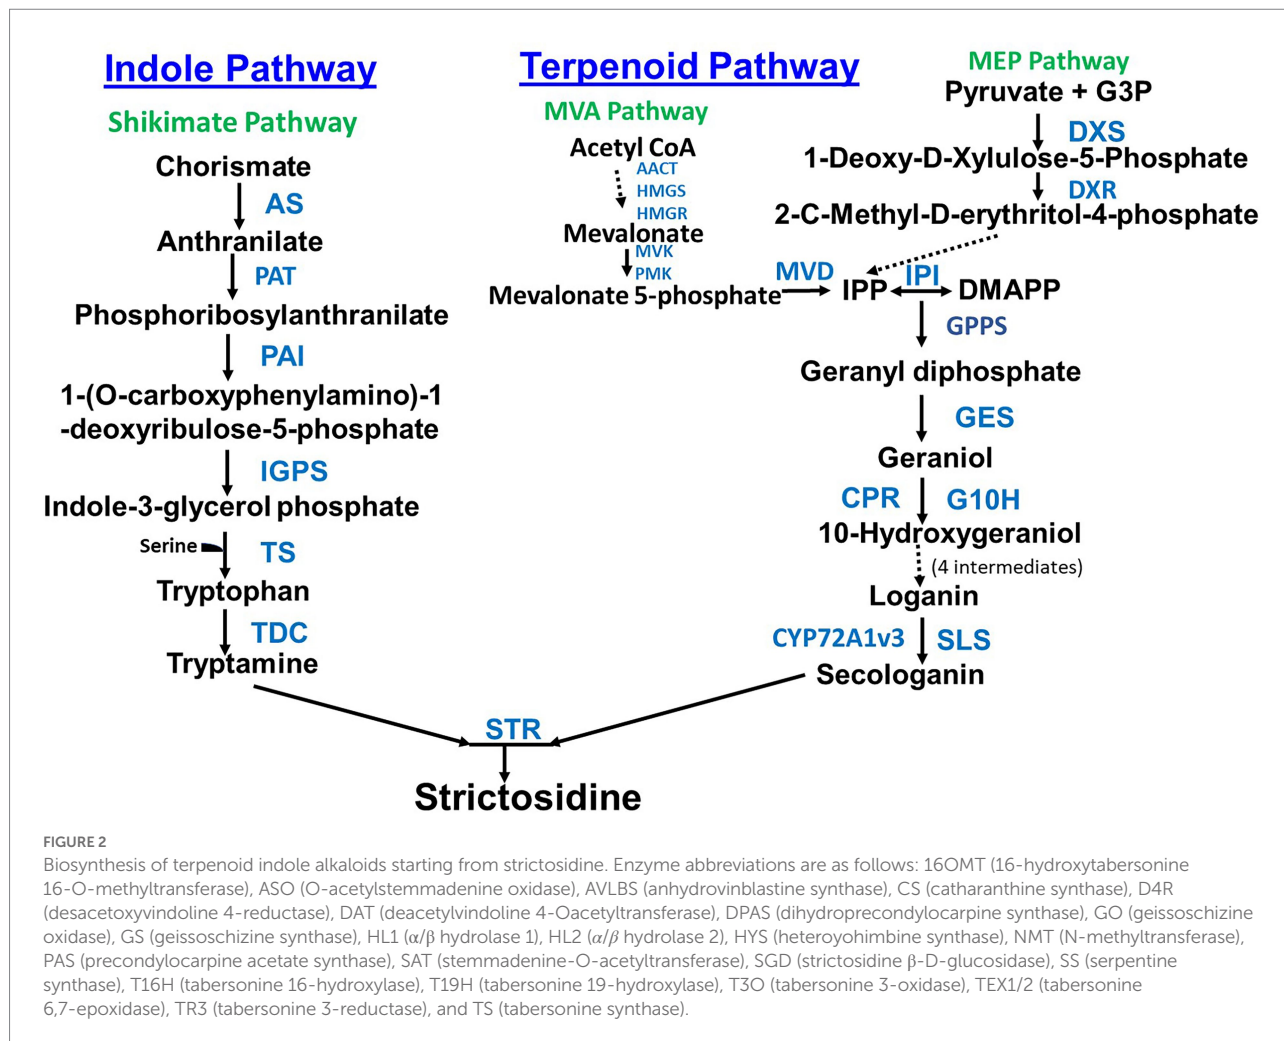 Indole Pathway
Shikimate Pathway
Chorismate
AS
Anthranilate
PAT
Phosphoribosylanthranilate
PAI
1-(O-carboxyphenylamino)-1
-deoxyribulose-5-phosphate
IGPS
Indole-3-glycerol phosphate
Serine
TS
Tryptophan
TDC
Tryptamine
Terpenoid Pathway
MVA Pathway
Acetyl CoA
AACT
HMGS
HMGR
Mevalonate
MVK
PMK
Mevalonate 5-phosphate
MVD
MEP Pathway
Pyruvate + G3P
DXS
1-Deoxy-D-Xylulose-5-Phosphate
DXR
2-C-Methyl-D-erythritol-4-phosphate
IPP
IPI
DMAPP
GPPS
Geranyl diphosphate
GES
Geraniol
CPR
G10H
10-Hydroxygeraniol
(4 intermediates)
Loganin
CYP72A1v3
SLS
Secologanin
STR
Strictosidine
FIGURE 2
Biosynthesis of terpenoid indole alkaloids starting from strictosidine. Enzyme abbreviations are as follows: 16OMT (16-hydroxytabersonine
16-O-methyltransferase), ASO (O-acetylstemmadenine oxidase), AVLBS (anhydrovinblastine synthase), CS (catharanthine synthase), D4R
(desacetoxyvindoline 4-reductase), DAT (deacetylvindoline 4-Oacetyltransferase), DPAS (dihydroprecondylocarpine synthase), GO (geissoschizine
oxidase), GS (geissoschizine synthase), HL1 (α/β hydrolase 1), HL2 (α/β hydrolase 2), HYS (heteroyohimbine synthase), NMT (N-methyltransferase),
PAS (precondylocarpine acetate synthase), SAT (stemmadenine-O-acetyltransferase), SGD (strictosidine β-D-glucosidase), SS (serpentine
synthase), T16H (tabersonine 16-hydroxylase), T19H (tabersonine 19-hydroxylase), T3O (tabersonine 3-oxidase), TEX1/2 (tabersonine
6,7-epoxidase), TR3 (tabersonine 3-reductase), and TS (tabersonine synthase).